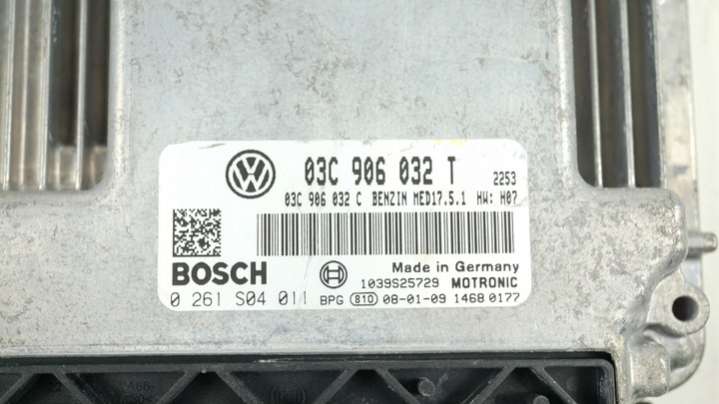 03C 906 032 T 2253
03C 906 032 C BENZIN MED17.5.1 HW: H07
BOSCH Made in Germany
1039S25729 MOTRONIC
0 261 S04 011 BPG 810 08-01-09 1468 0177